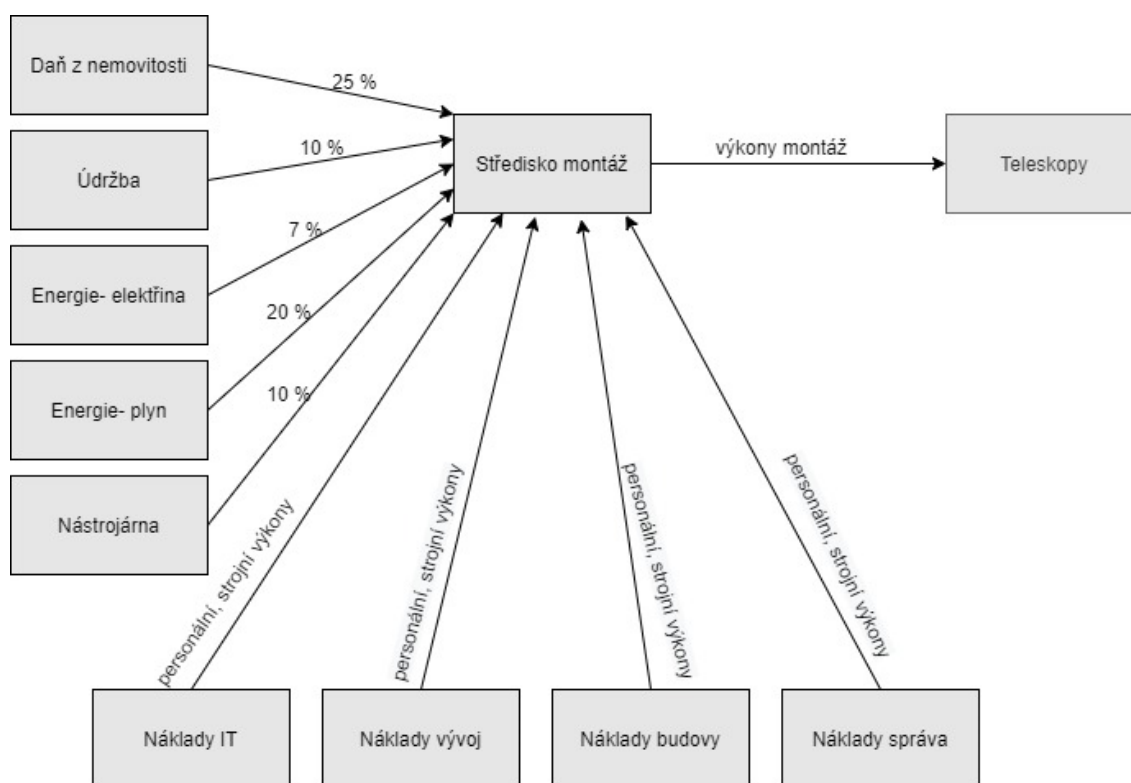 Daň z nemovitosti
25 %
Údržba
10 %
Středisko montáž
výkony montáž
Teleskopy
Energie- elektřina
7 %
Energie- plyn
20 %
Nástrojárna
10 %
personální, strojní výkony
personální, strojní výkony
personální, strojní výkony
personální, strojní výkony
Náklady IT
Náklady vývoj
Náklady budovy
Náklady správa